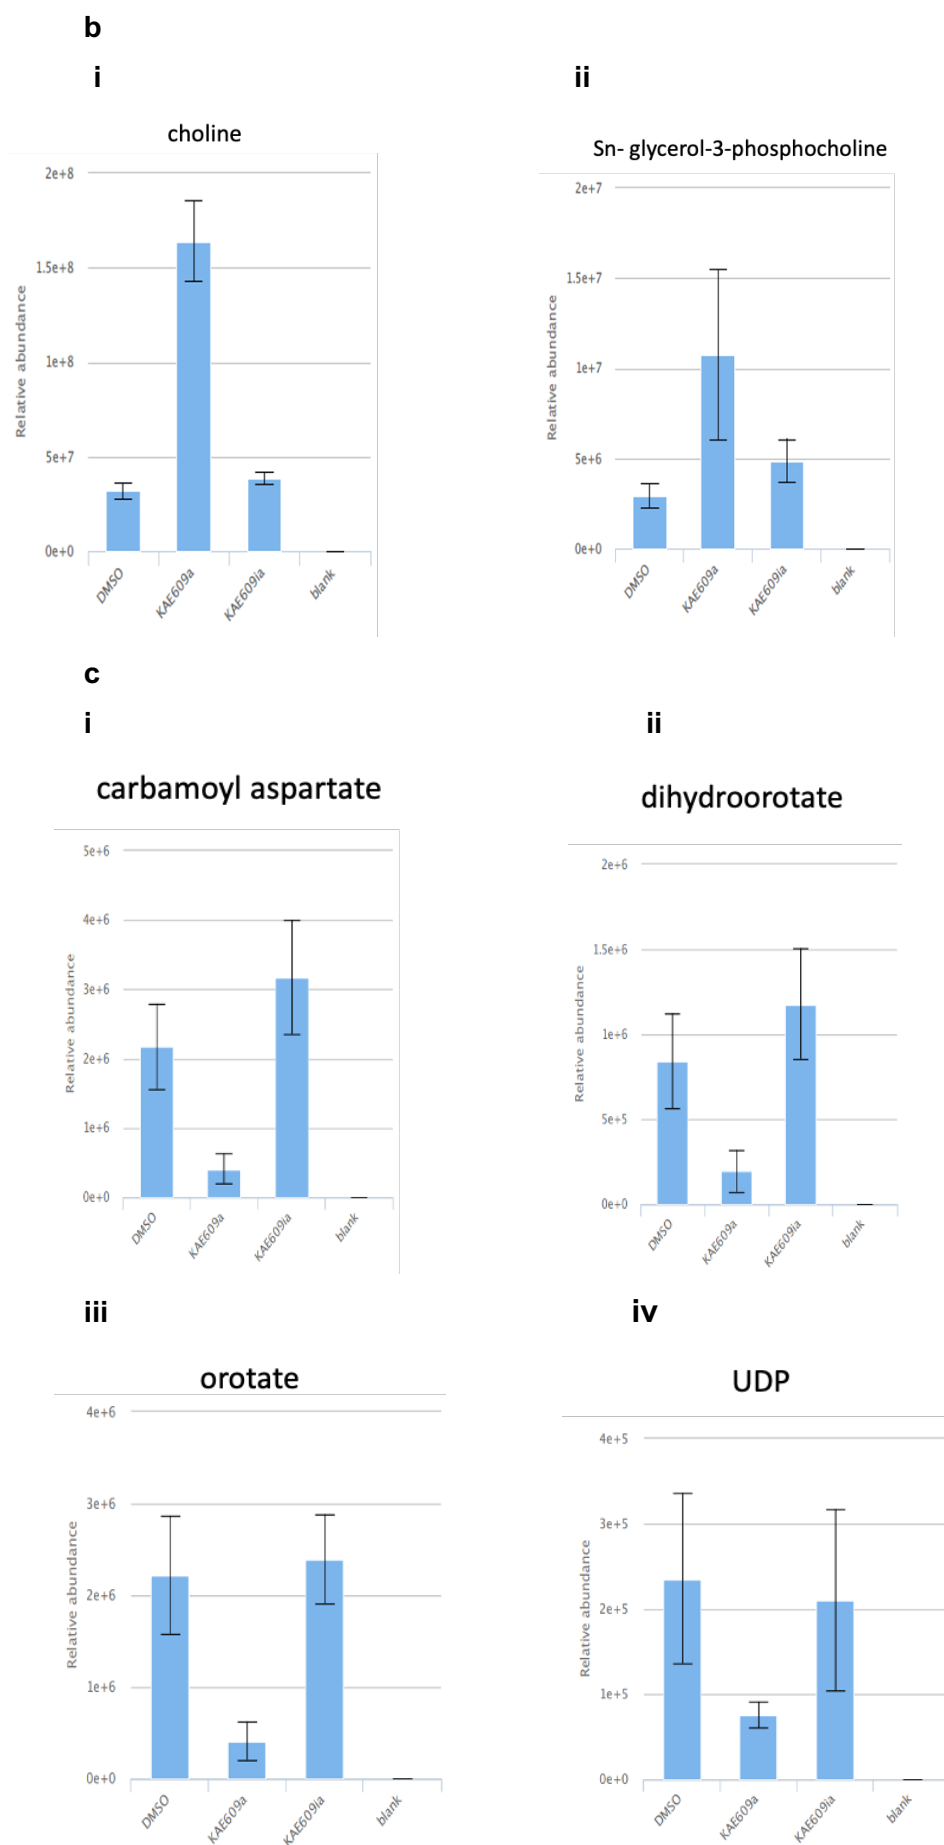 b
i
ii
choline
Sn- glycerol-3-phosphocholine
Relative abundance
2e+8
1.5e+8
1e+8
5e+7
0e+0
DMSO
KAE609a
KAE609ia
blank
Relative abundance
2e+7
1.5e+7
1e+7
5e+6
0e+0
DMSO
KAE609a
KAE609ia
blank
c
i
ii
carbamoyl aspartate
dihydroorotate
Relative abundance
5e+6
4e+6
3e+6
2e+6
1e+6
0e+0
DMSO
KAE609a
KAE609ia
blank
Relative abundance
2e+6
1.5e+6
1e+6
5e+5
0e+0
DMSO
KAE609a
KAE609ia
blank
iii
iv
orotate
UDP
Relative abundance
4e+6
3e+6
2e+6
1e+6
0e+0
DMSO
KAE609a
KAE609ia
blank
Relative abundance
4e+5
3e+5
2e+5
1e+5
0e+0
DMSO
KAE609a
KAE609ia
blank